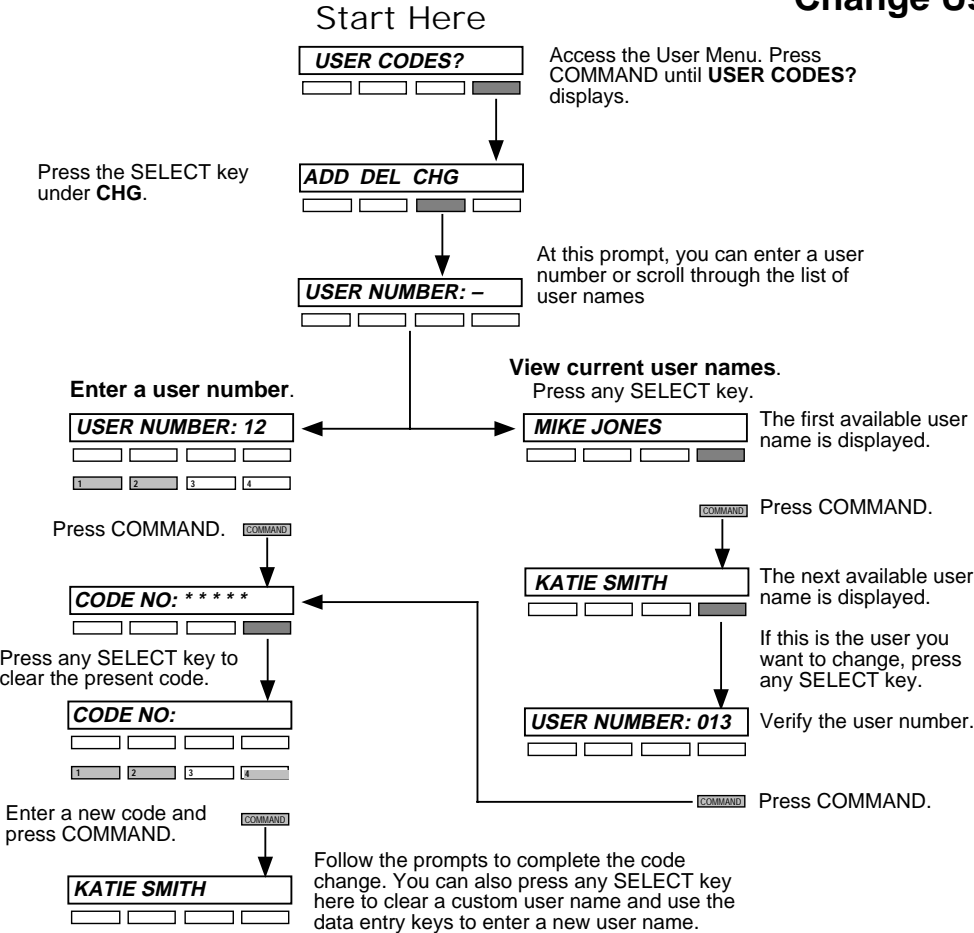 Change Us
Start Here
USER CODES?
Access the User Menu. Press
COMMAND until USER CODES?
displays.
Press the SELECT key
under CHG.
ADD DEL CHG
At this prompt, you can enter a user
number or scroll through the list of
user names
USER NUMBER: –
Enter a user number.
View current user names.
Press any SELECT key.
USER NUMBER: 12
1 2 3 4
MIKE JONES
The first available user
name is displayed.
Press COMMAND.
COMMAND
COMMAND
Press COMMAND.
CODE NO: * * * * *
KATIE SMITH
The next available user
name is displayed.
Press any SELECT key to
clear the present code.
If this is the user you
want to change, press
any SELECT key.
CODE NO:
1 2 3 4
USER NUMBER: 013
Verify the user number.
COMMAND
Press COMMAND.
Enter a new code and
press COMMAND.
COMMAND
KATIE SMITH
Follow the prompts to complete the code
change. You can also press any SELECT key
here to clear a custom user name and use the
data entry keys to enter a new user name.